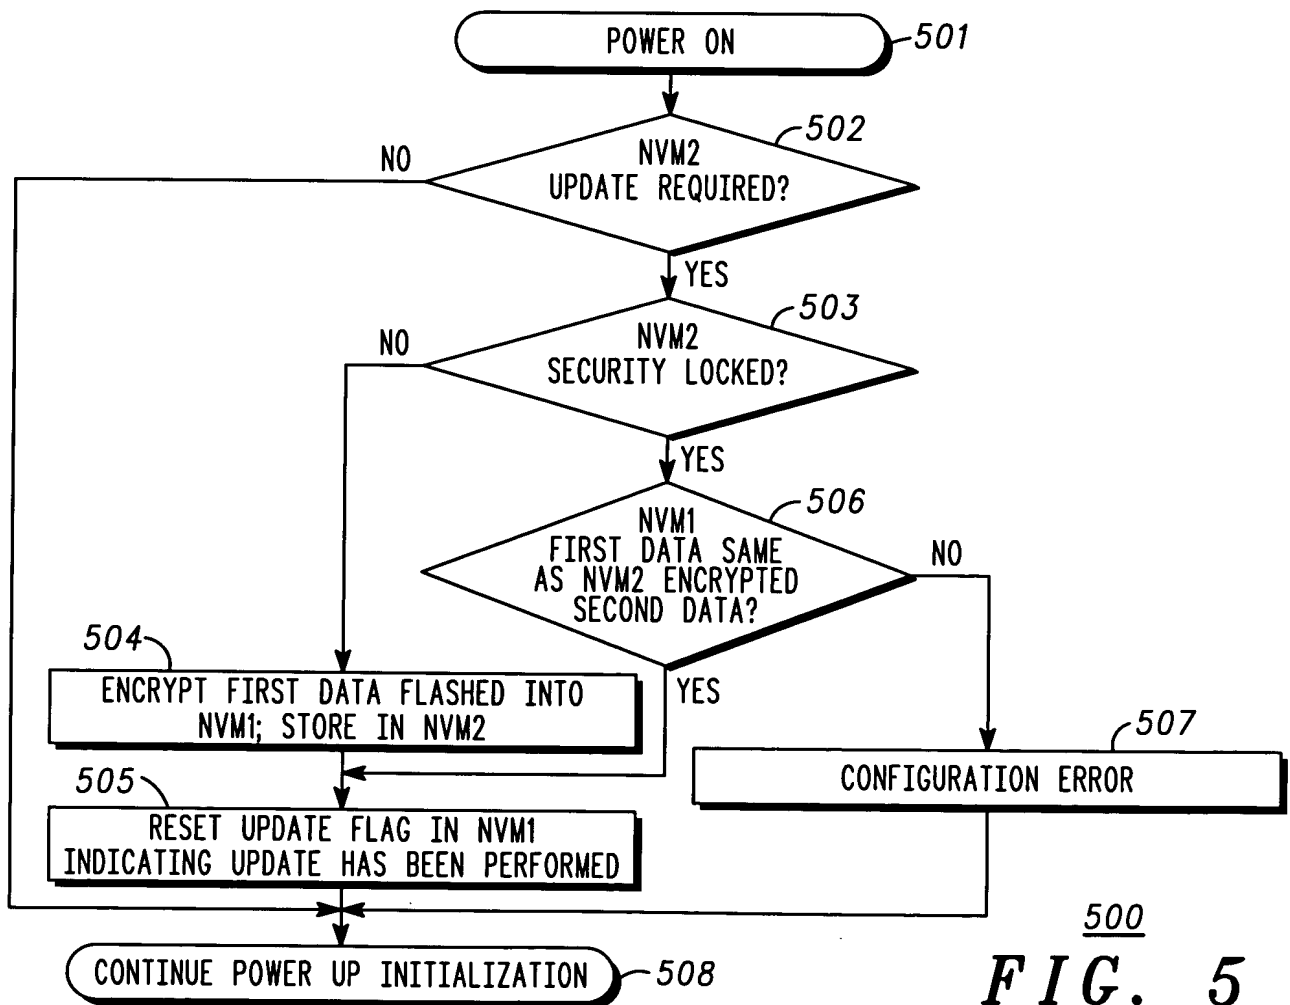 POWER ON
501
NVM2
UPDATE REQUIRED?
502
NO
YES
NVM2
SECURITY LOCKED?
503
NO
YES
NVM1
FIRST DATA SAME
AS NVM2 ENCRYPTED
SECOND DATA?
506
NO
YES
504
ENCRYPT FIRST DATA FLASHED INTO
NVM1; STORE IN NVM2
507
CONFIGURATION ERROR
505
RESET UPDATE FLAG IN NVM1
INDICATING UPDATE HAS BEEN PERFORMED
CONTINUE POWER UP INITIALIZATION
508
500
FIG. 5